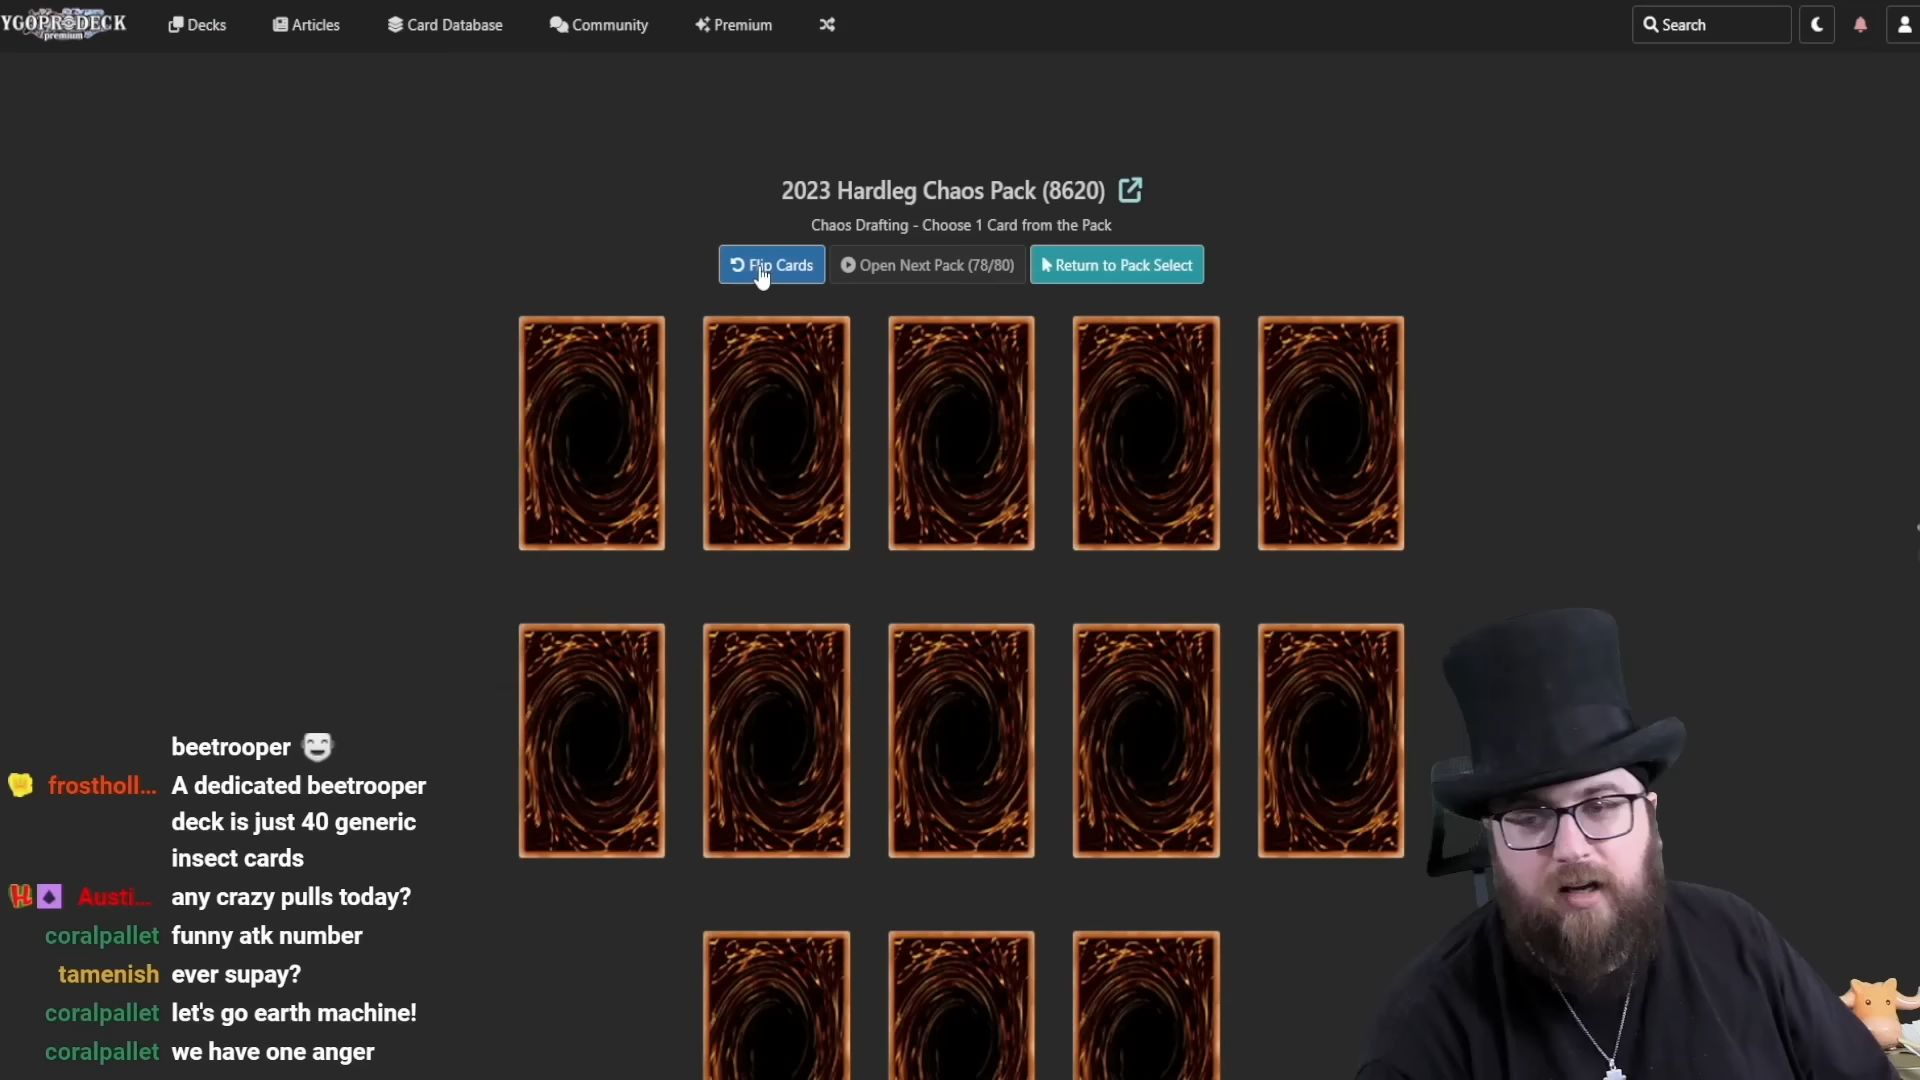 YGOPRODECK
premium
Decks
Articles
Card Database
Community
Premium
Search
2023 Hardleg Chaos Pack (8620)
Chaos Drafting - Choose 1 Card from the Pack
Flip Cards
Open Next Pack (78/80)
Return to Pack Select
beetrooper
frostholl... A dedicated beetrooper
deck is just 40 generic
insect cards
Austi... any crazy pulls today?
coralpallet funny atk number
tamenish ever supay?
coralpallet let's go earth machine!
coralpallet we have one anger